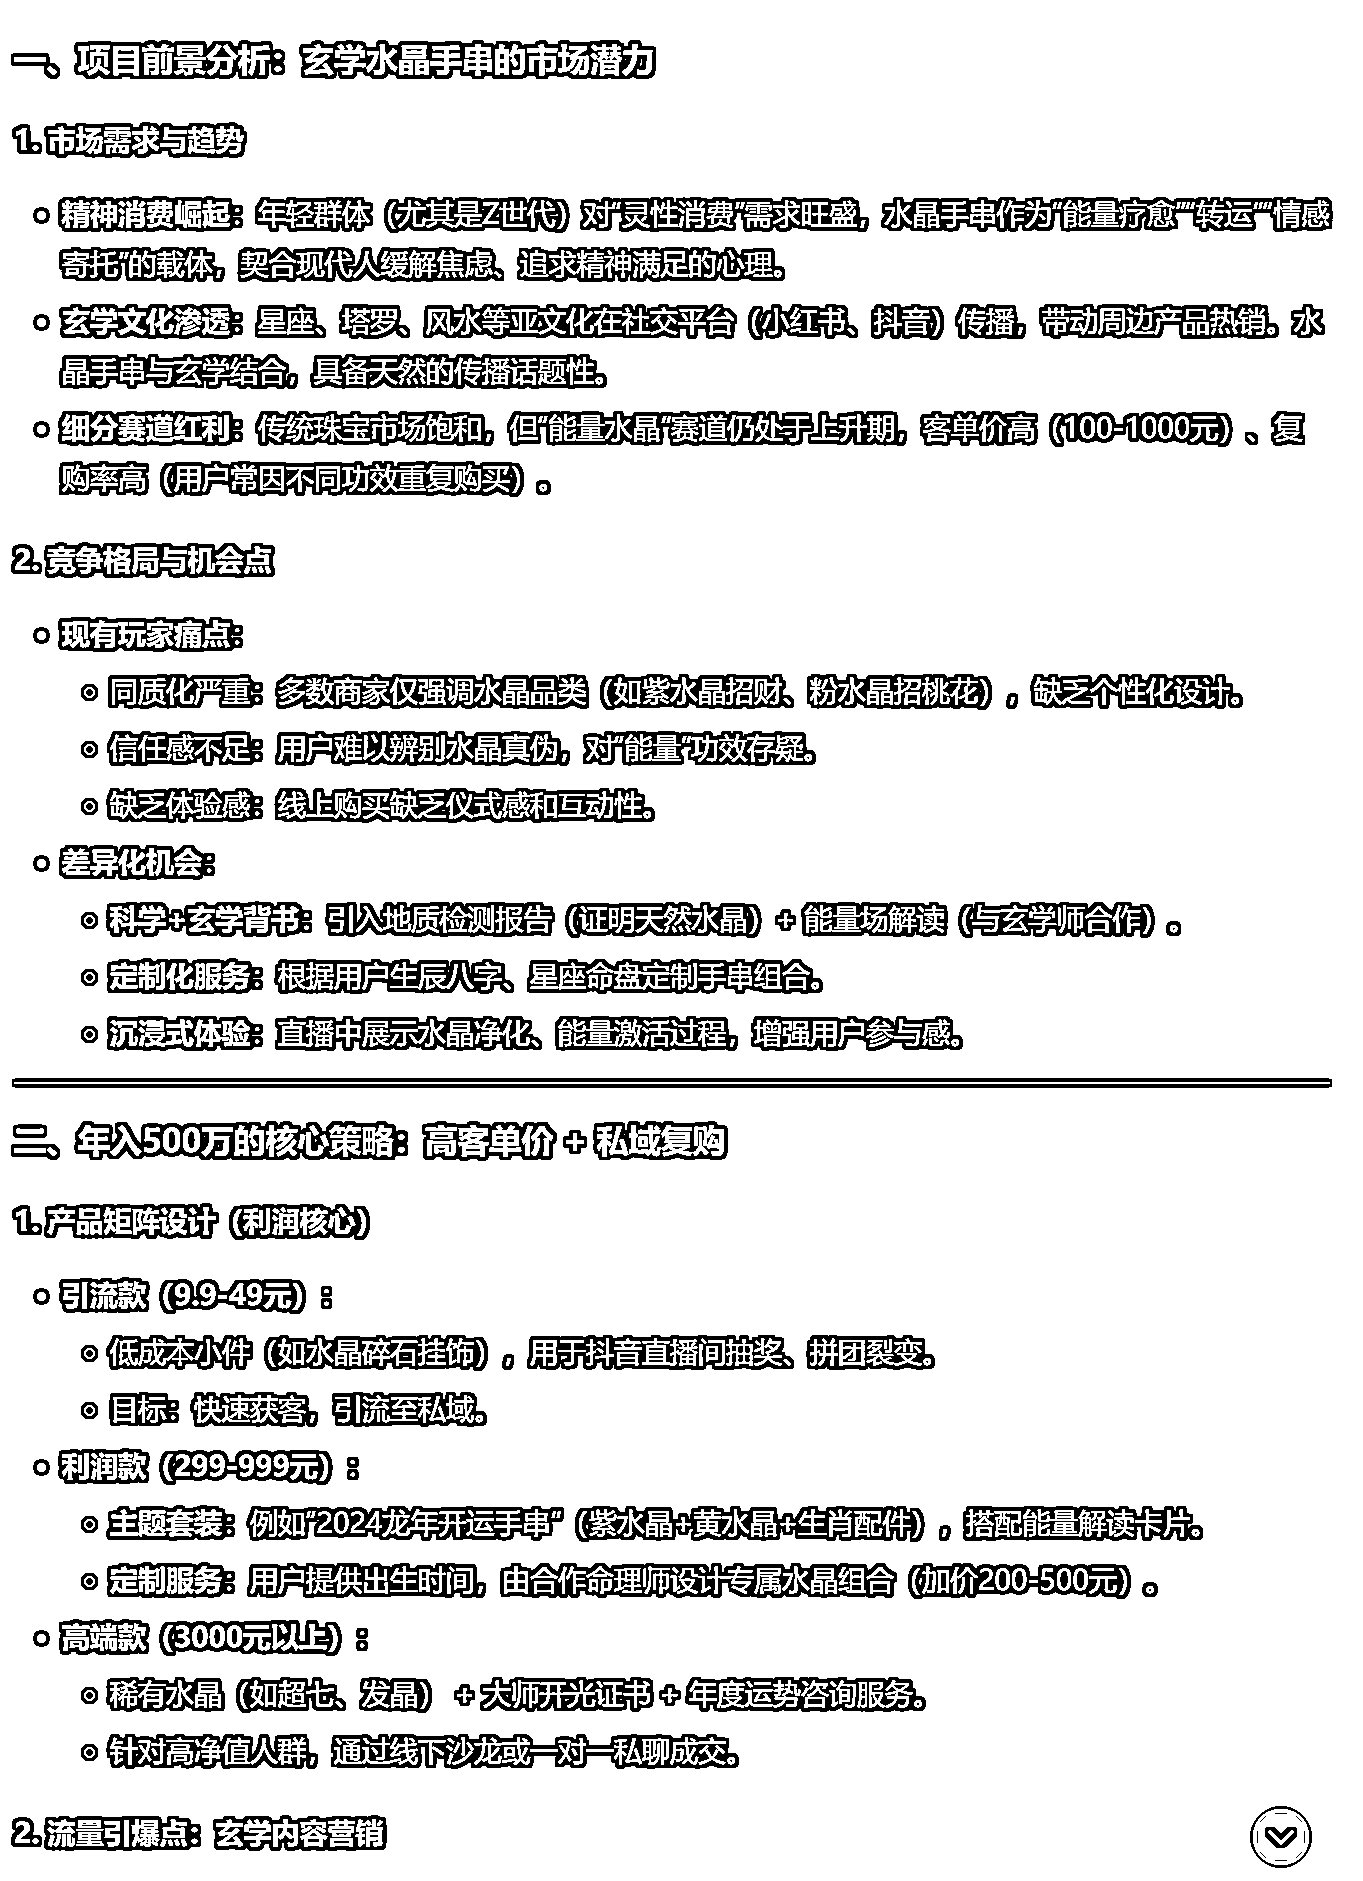 一、项目前景分析：玄学水晶手串的市场潜力
1. 市场需求与趋势
精神消费崛起：年轻群体（尤其是Z世代）对“灵性消费”需求旺盛，水晶手串作为“能量疗愈”“转运”“情感
寄托”的载体，契合现代人缓解焦虑、追求精神满足的心理。
玄学文化渗透：星座、塔罗、风水等亚文化在社交平台（小红书、抖音）传播，带动周边产品热销。水
晶手串与玄学结合，具备天然的传播话题性。
细分赛道红利：传统珠宝市场饱和，但“能量水晶“赛道仍处于上升期，客单价高（100-1000元）、复
购率高（用户常因不同功效重复购买）。
2. 竞争格局与机会点
现有玩家痛点：
同质化严重：多数商家仅强调水晶品类（如紫水晶招财、粉水晶招桃花），缺乏个性化设计。
信任感不足：用户难以辨别水晶真伪，对“能量”功效存疑。
缺乏体验感：线上购买缺乏仪式感和互动性。
差异化机会：
科学+玄学背书：引入地质检测报告（证明天然水晶）+ 能量场解读（与玄学师合作）。
定制化服务：根据用户生辰八字、星座命盘定制手串组合。
沉浸式体验：直播中展示水晶净化、能量激活过程，增强用户参与感。
二、年入500万的核心策略：高客单价 + 私域复购
1. 产品矩阵设计（利润核心）
引流款（9.9-49元）：
低成本小件（如水晶碎石挂饰），用于抖音直播间抽奖、拼团裂变。
目标：快速获客，引流至私域。
利润款（299-999元）：
主题套装：例如“2024龙年开运手串”（紫水晶+黄水晶+生肖配件），搭配能量解读卡片。
定制服务：用户提供出生时间，由合作命理师设计专属水晶组合（加价200-500元）。
高端款（3000元以上）：
稀有水晶（如超七、发晶） + 大师开光证书 + 年度运势咨询服务。
针对高净值人群，通过线下沙龙或一对一私聊成交。
2. 流量引爆点：玄学内容营销